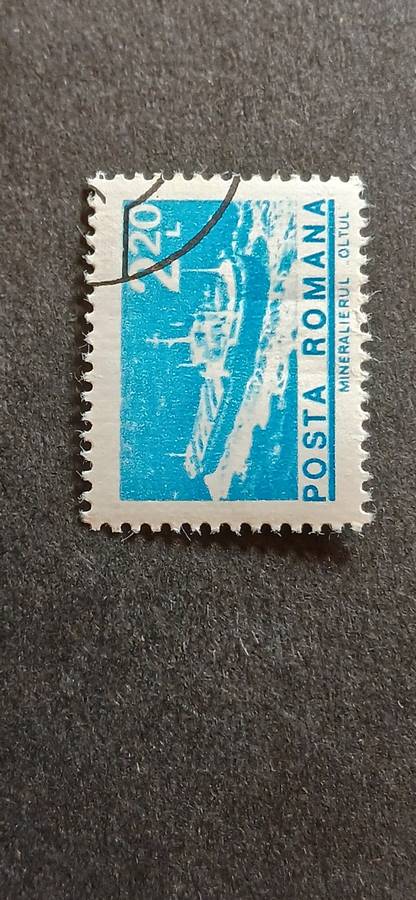 2.20
L
POSTA ROMANA
MINERALIERUL OLTUL